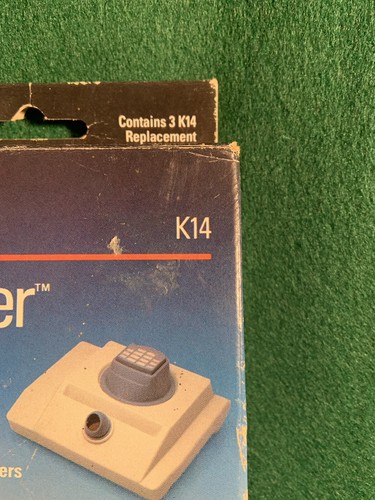 Contains 3 K14
Replacement
K14
er™
ers